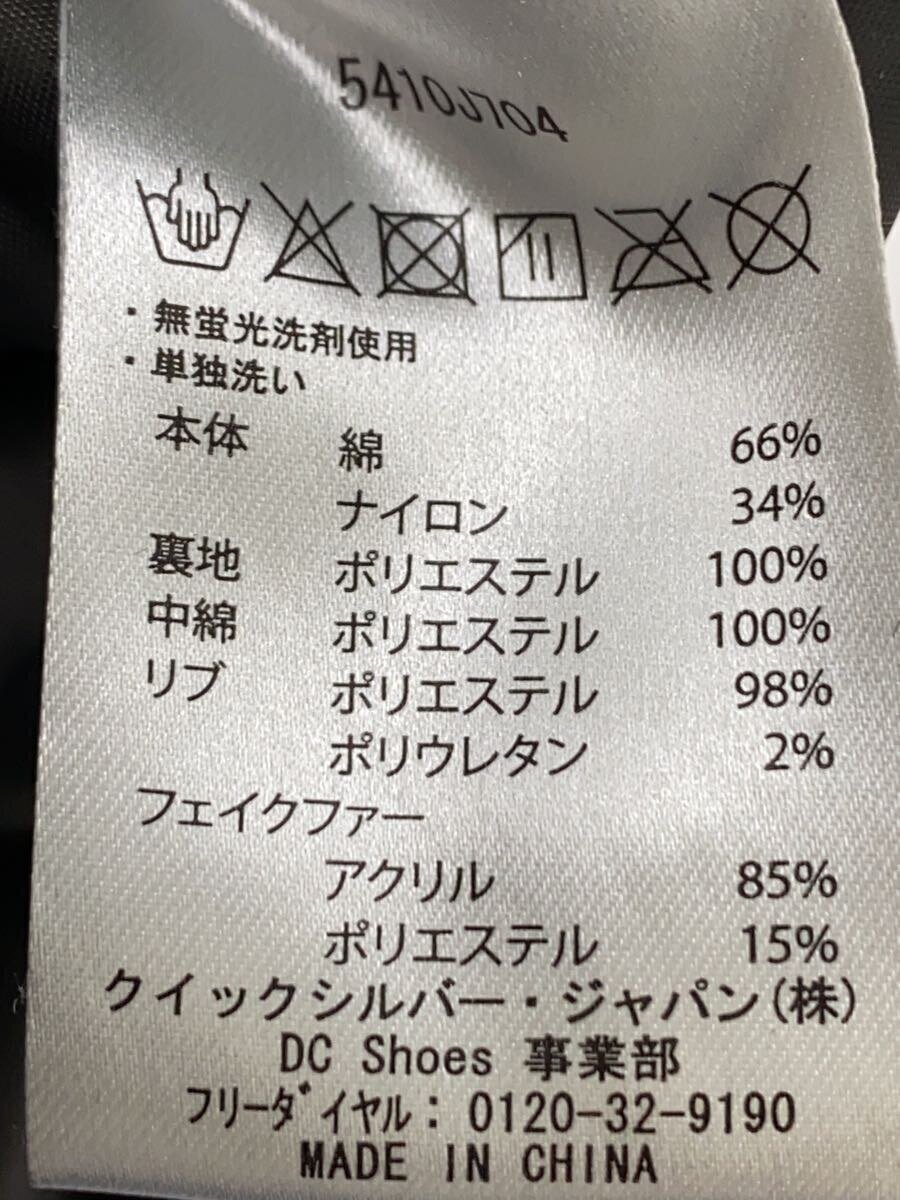 5410J704
・無蛍光洗剤使用
・単独洗い
本体 綿 66%
ナイロン 34%
裏地 ポリエステル 100%
中綿 ポリエステル 100%
リブ ポリエステル 98%
ポリウレタン 2%
フェイクファー
アクリル 85%
ポリエステル 15%
クイックシルバー・ジャパン(株)
DC Shoes 事業部
フリーダイヤル：0120-32-9190
MADE IN CHINA